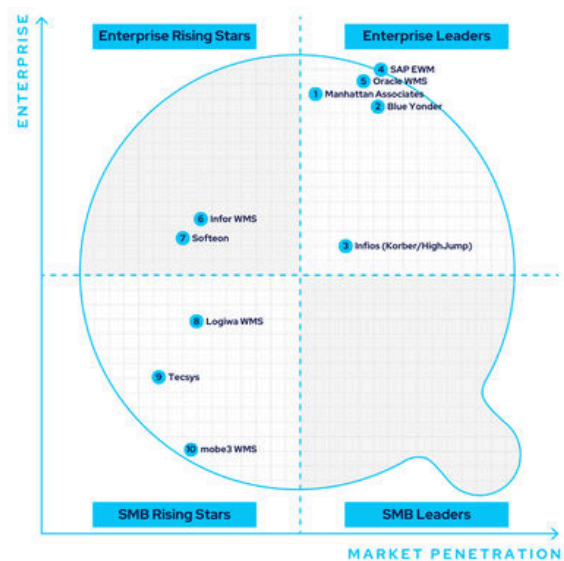 Enterprise Rising Stars
Enterprise Leaders
ENTERPRISE
4 SAP EWM
5 Oracle WMS
1 Manhattan Associates
2 Blue Yonder
6 Infor WMS
7 Softeon
3 Infios (Korber/HighJump)
8 Logiwa WMS
9 Tecsys
10 mobe3 WMS
SMB Rising Stars
SMB Leaders
MARKET PENETRATION